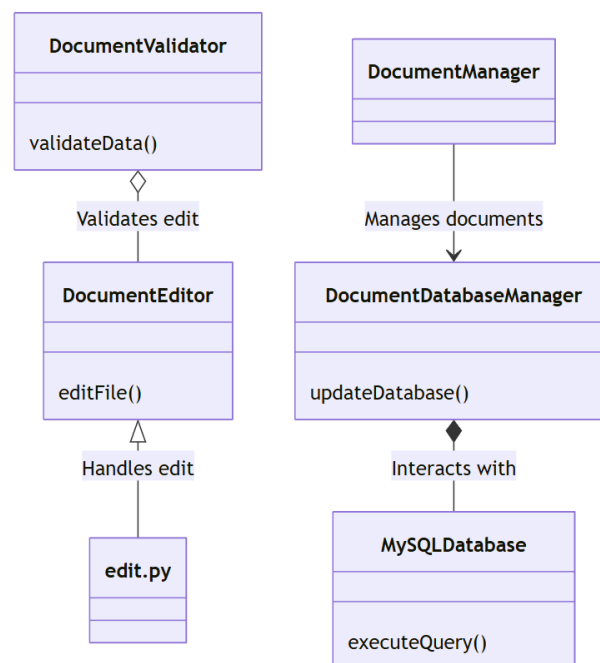 DocumentValidator
validateData()
Validates edit
DocumentEditor
editFile()
Handles edit
edit.py
DocumentManager
Manages documents
DocumentDatabaseManager
updateDatabase()
Interacts with
MySQLDatabase
executeQuery()